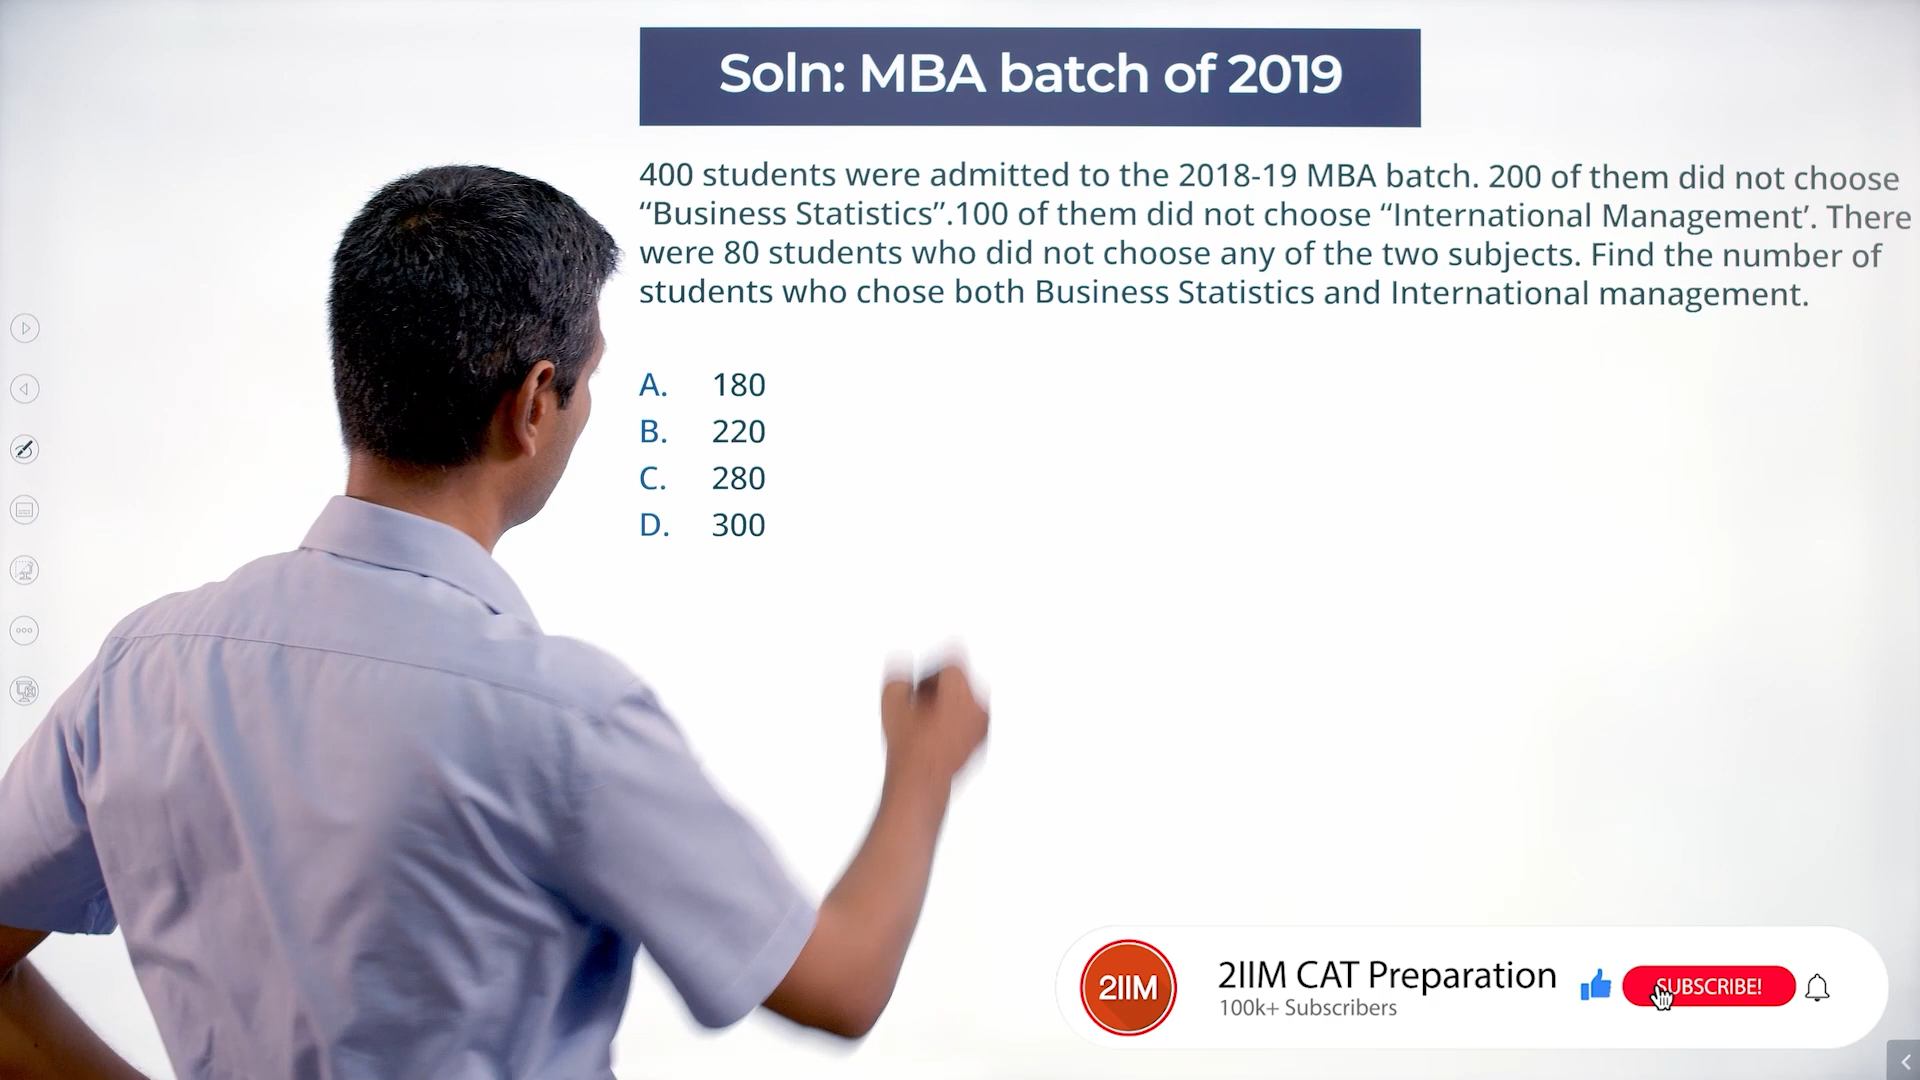 Soln: MBA batch of 2019
400 students were admitted to the 2018-19 MBA batch. 200 of them did not choose
“Business Statistics”.100 of them did not choose “International Management’. There
were 80 students who did not choose any of the two subjects. Find the number of
students who chose both Business Statistics and International management.
A. 180
B. 220
C. 280
D. 300
2IIM
2IIM CAT Preparation
100k+ Subscribers
SUBSCRIBE!